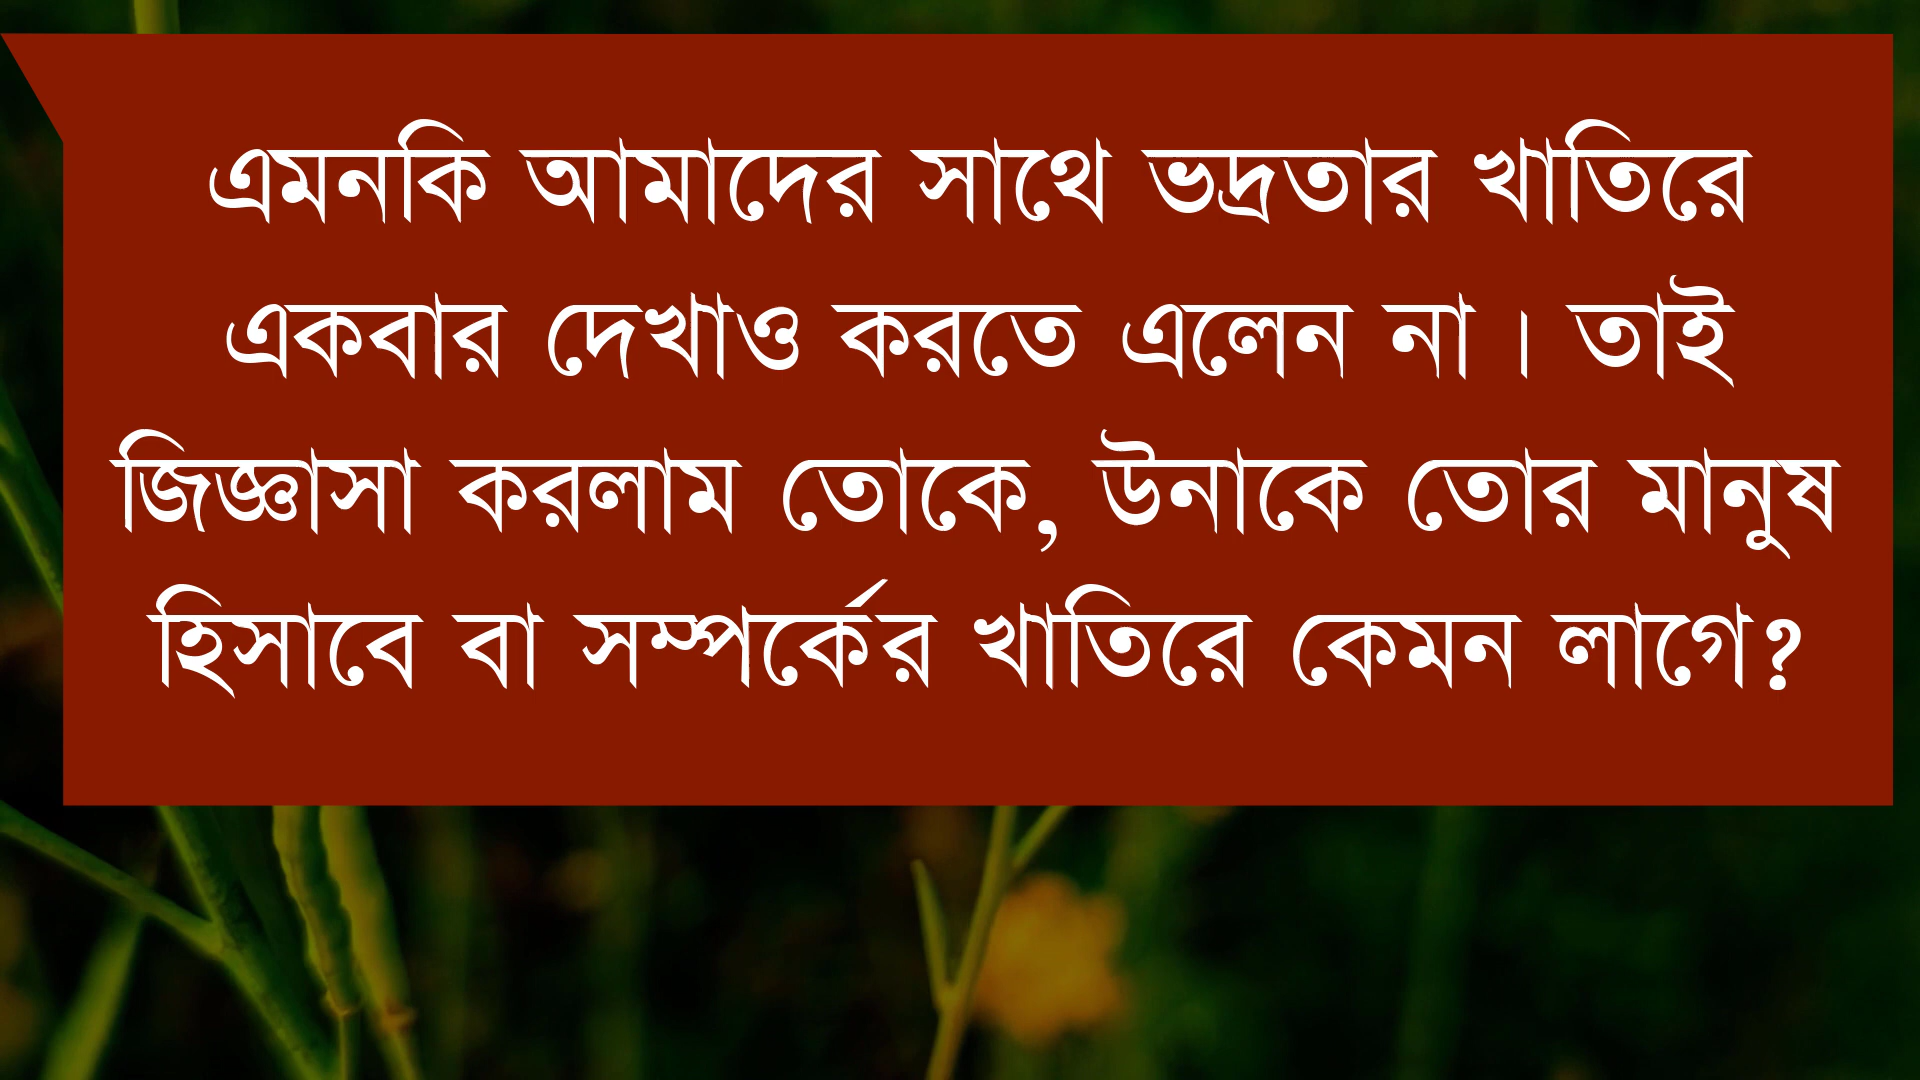 এমনকি আমাদের সাথে ভদ্রতার খাতিরে
একবার দেখাও করতে এলেন না । তাই
জিজ্ঞাসা করলাম তোকে, উনাকে তোর মানুষ
হিসাবে বা সম্পর্কের খাতিরে কেমন লাগে?